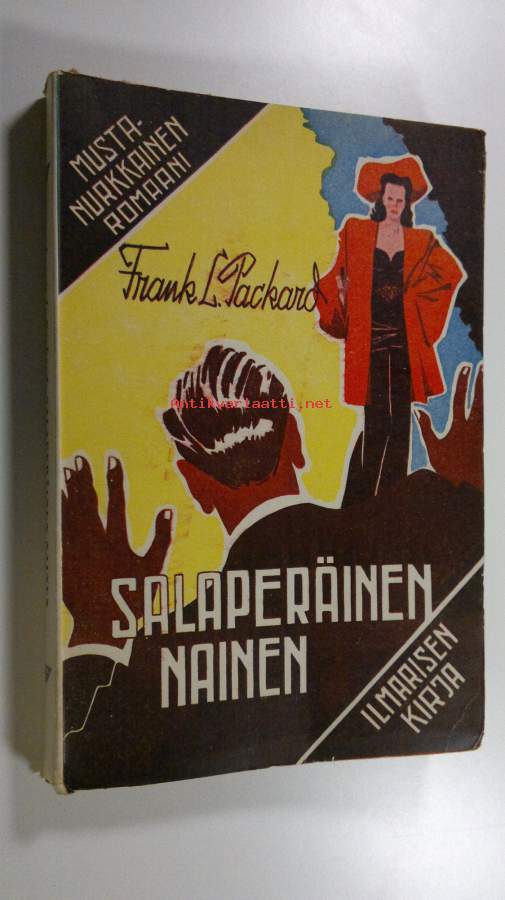 MUSTA-
NURKKAINEN
ROMAANI
Frank L. Packard
Antikvariaatti.net
SALAPERÄINEN
NAINEN
ILMARISEN
KIRJA